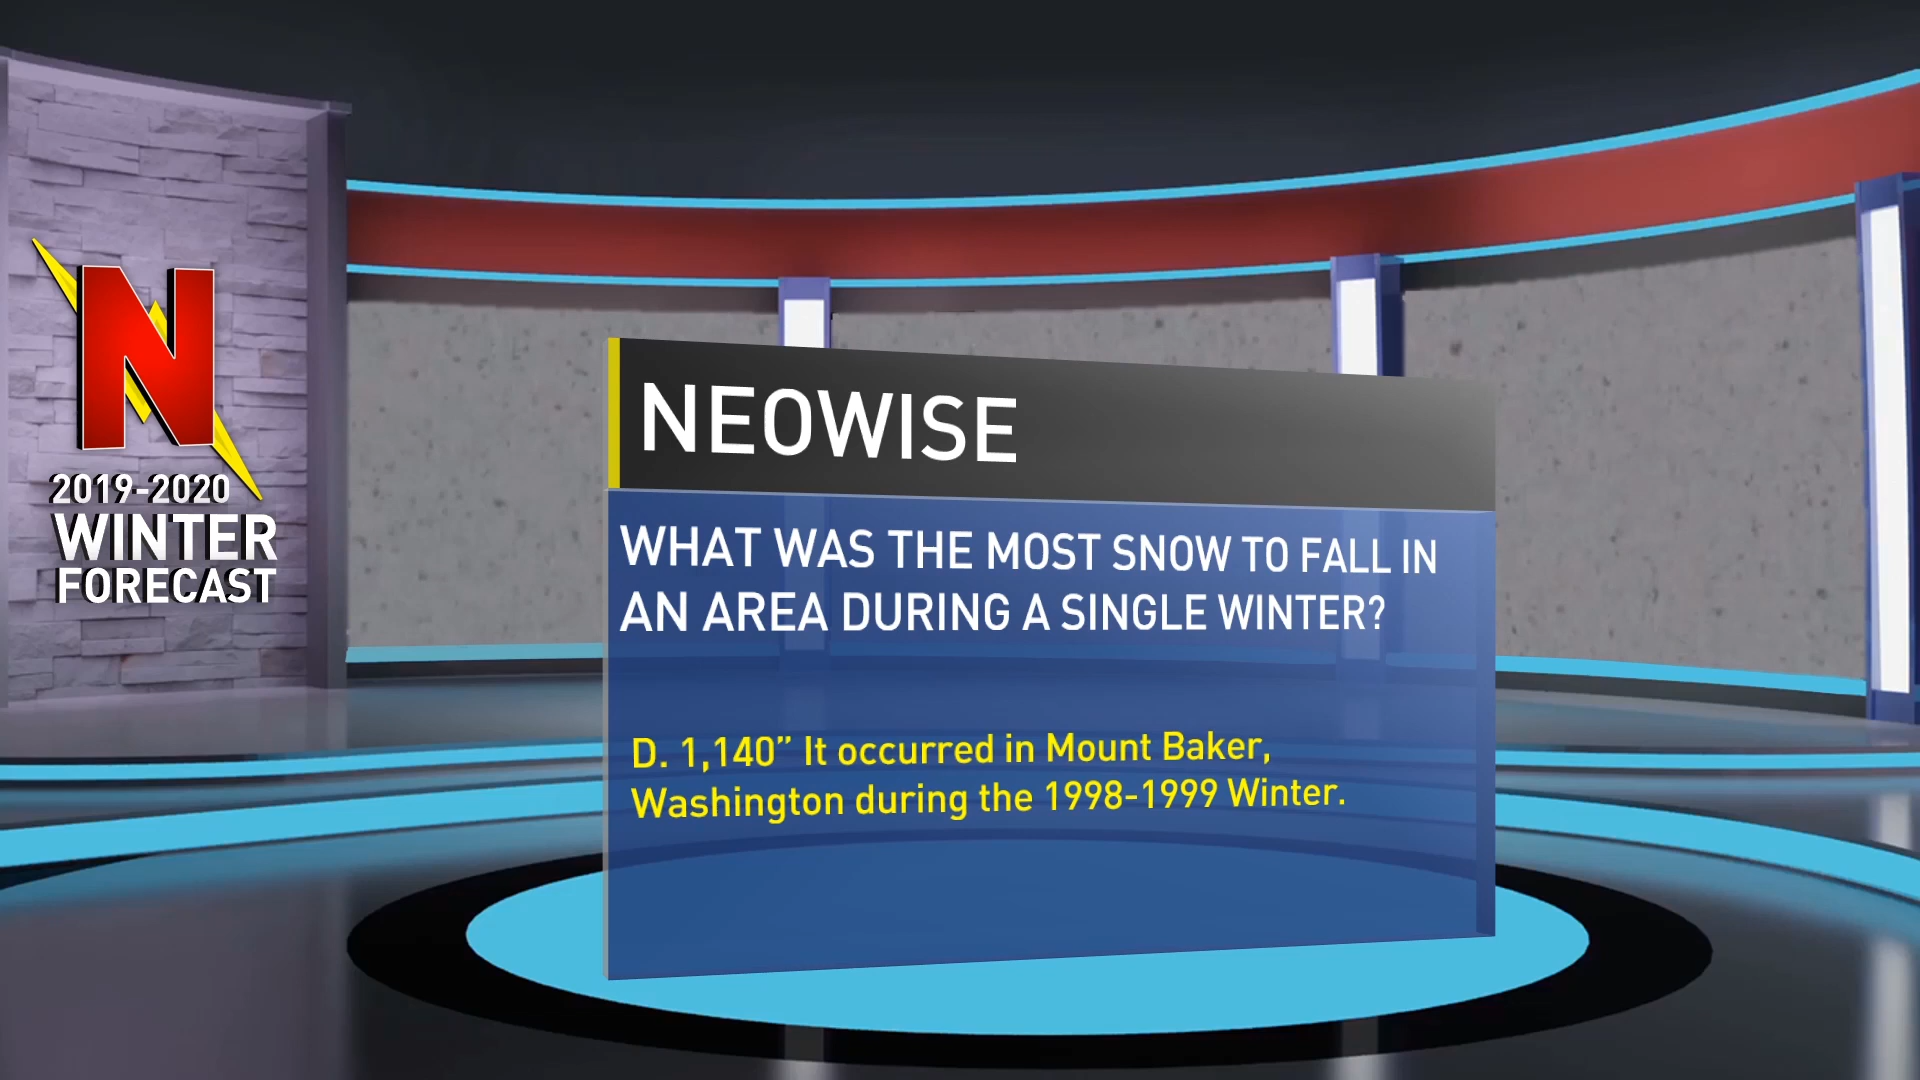 N
2019-2020
WINTER
FORECAST
NEOWISE
WHAT WAS THE MOST SNOW TO FALL IN
AN AREA DURING A SINGLE WINTER?
D. 1,140” It occurred in Mount Baker,
Washington during the 1998-1999 Winter.